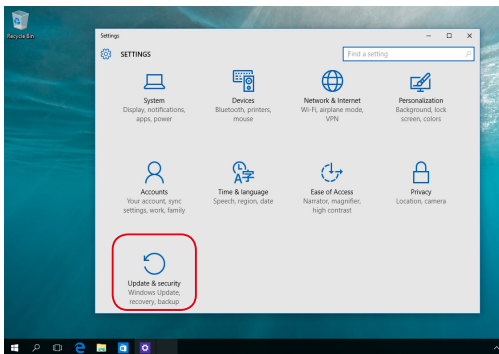 Recycle Bin
Settings
SETTINGS
Find a setting
System
Display, notifications,
apps, power
Devices
Bluetooth, printers,
mouse
Network & Internet
Wi-Fi, airplane mode,
VPN
Personalization
Background, lock
screen, colors
Accounts
Your account, sync
settings, work, family
Time & language
Speech, region, date
Ease of Access
Narrator, magnifier,
high contrast
Privacy
Location, camera
Update & security
Windows Update,
recovery, backup